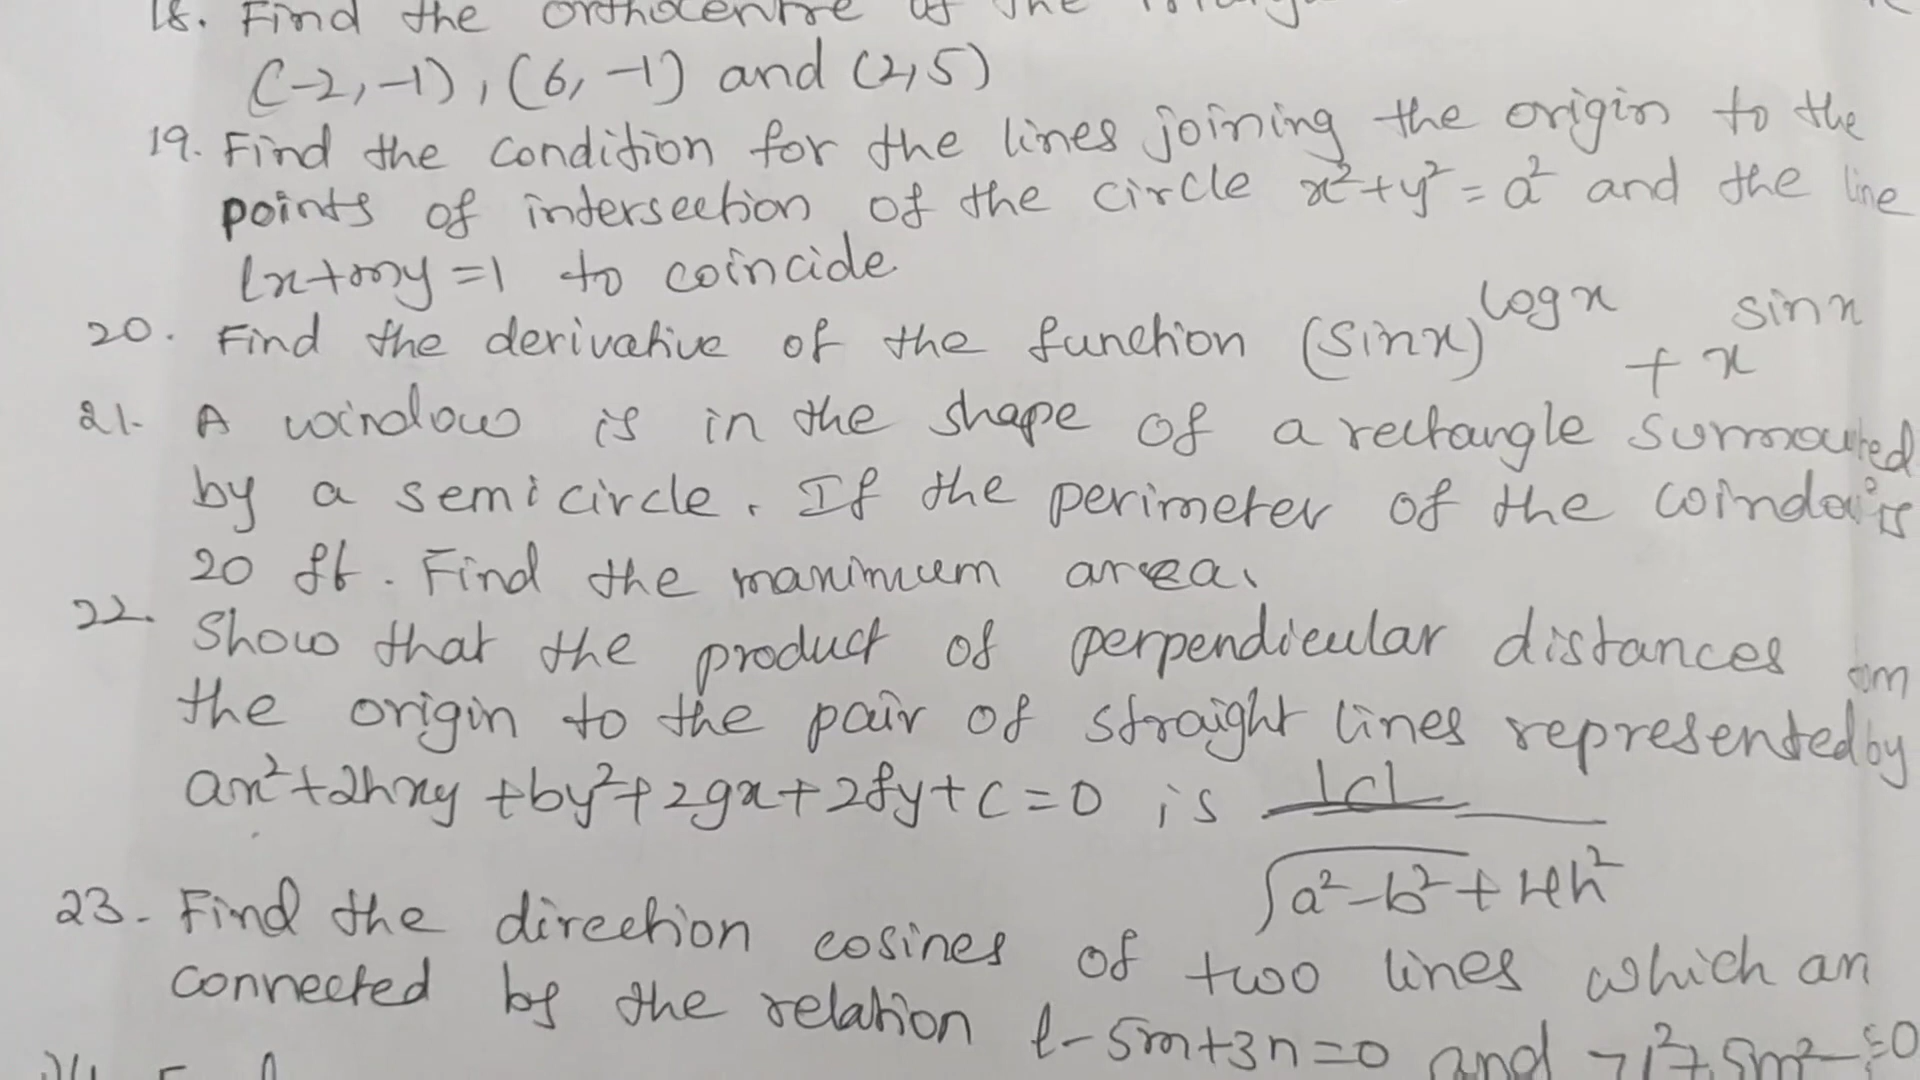 18. Find the orthocentre of the
(-2,-1), (6, -1) and (2,5)
19. Find the condition for the lines joining the origin to the
points of intersection of the circle x²+y² = a² and the line
lx+my =1 to coincide
20. Find the derivative of the function (sinx)^logx + x^sinx
21. A window is in the shape of a rectangle
by a semicircle. If the perimeter of the window is
20 ft. Find the maximum area.
22. Show that the product of perpendicular distances
the origin to the pair of straight lines represented by
ax²+2hxy +by²+2gx+2fy+c=0 is |c|
√a²-b²+4h²
23. Find the direction cosines of two lines which
connected by the relation l-5m+3n=0 and 7l²+5m²-